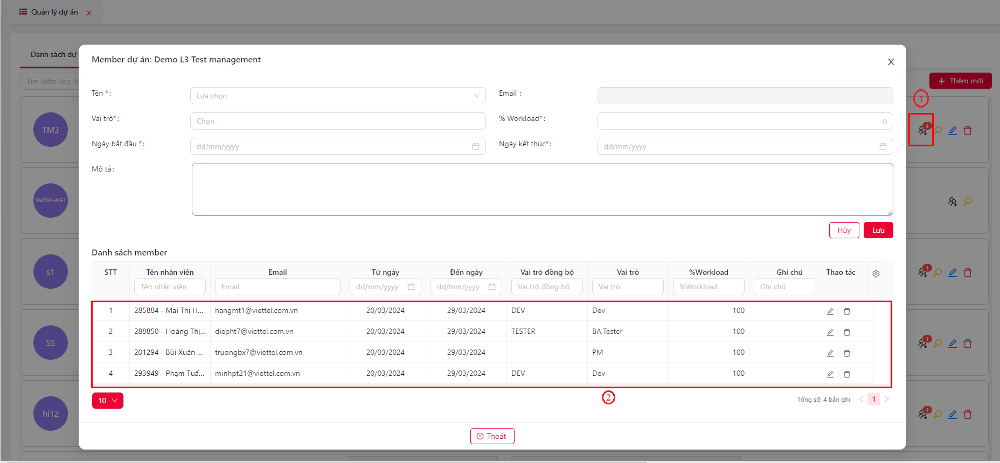 Quản lý dự án
Danh sách dự
Tìm kiếm key, tê
Thêm mới
Member dự án: Demo L3 Test management
X
Tên *: Lựa chọn Email :
Vai trò*: Chọn % Workload*: 0
Ngày bắt đầu *: dd/mm/yyyy Ngày kết thúc*: dd/mm/yyyy
Mô tả:
Hủy Lưu
Danh sách member
STT Tên nhân viên Email Từ ngày Đến ngày Vai trò đồng bộ Vai trò %Workload Ghi chú Thao tác
Tên nhân viên Email dd/mm/yyyy dd/mm/yyyy Vai trò đồng bộ Vai trò %Workload Ghi chú
1 285884 - Mai Thị H... hangmt1@viettel.com.vn 20/03/2024 29/03/2024 DEV Dev 100
2 288850 - Hoàng Thị... diepht7@viettel.com.vn 20/03/2024 29/03/2024 TESTER BA,Tester 100
3 201294 - Bùi Xuân ... truongbx7@viettel.com.vn 20/03/2024 29/03/2024 PM 100
4 293949 - Phạm Tuấ... minhpt21@viettel.com.vn 20/03/2024 29/03/2024 DEV Dev 100
10 2 Tổng số: 4 bản ghi < 1 >
Thoát
TM3
SMOSPHASE1
s1
SS
hi12
1
4
1
1
1